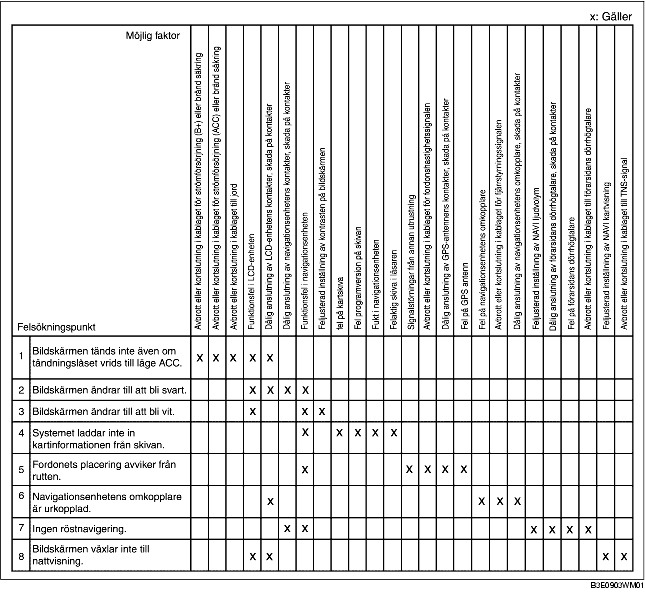 x: Gäller
Möjlig faktor
Avbrott eller kortslutning i kablaget för strömförsörjning (B+) eller bränd säkring
Avbrott eller kortslutning i kablaget för strömförsörjning (ACC) eller bränd säkring
Avbrott eller kortslutning i kablaget till jord
Funktionsfel i LCD-enheten
Dålig anslutning av LCD-enhetens kontakter, skada på kontakter
Dålig anslutning av navigationsenhetens kontakter, skada på kontakter
Funktionsfel i navigationsenheten
Feljusterad inställning av kontrasten på bildskärmen
fel på kartskiva
Fel programversion på skivan
Fukt i navigationsenheten
Felaktig skiva i läsaren
Signalstörningar från annan utrustning
Avbrott eller kortslutning i kablaget för fordonshastighetssignalen
Dålig anslutning av GPS-antennens kontakter, skada på kontakter
Fel på GPS antenn
Fel på navigationsenhetens omkopplare
Avbrott eller kortslutning i kablaget för fjärrstyrningssignalen
Dålig anslutning av navigationsenhetens omkopplare, skada på kontakter
Feljusterad inställning av NAVI ljudvolym
Dålig anslutning av förarsidans dörrhögtalare, skada på kontakter
Fel på förarsidans dörrhögtalare
Avbrott eller kortslutning i kablaget till förarsidans dörrhögtalare
Feljusterad inställning av NAVI kartvisning
Avbrott eller kortslutning i kablaget till TNS-signal
Felsökningspunkt
1 Bildskärmen tänds inte även om
tändningslåset vrids till läge ACC. X X X X X
2 Bildskärmen ändrar till att bli svart. X X X X
3 Bildskärmen ändrar till att bli vit. X X X
4 Systemet laddar inte in
kartinformationen från skivan. X X X X X
5 Fordonets placering avviker från
rutten. X X X X X
6 Navigationsenhetens omkopplare
är urkopplad. X X X X
7 Ingen röstnavigering. X X X X X X
8 Bildskärmen växlar inte till
nattvisning. X X X X
B3E0903WM01